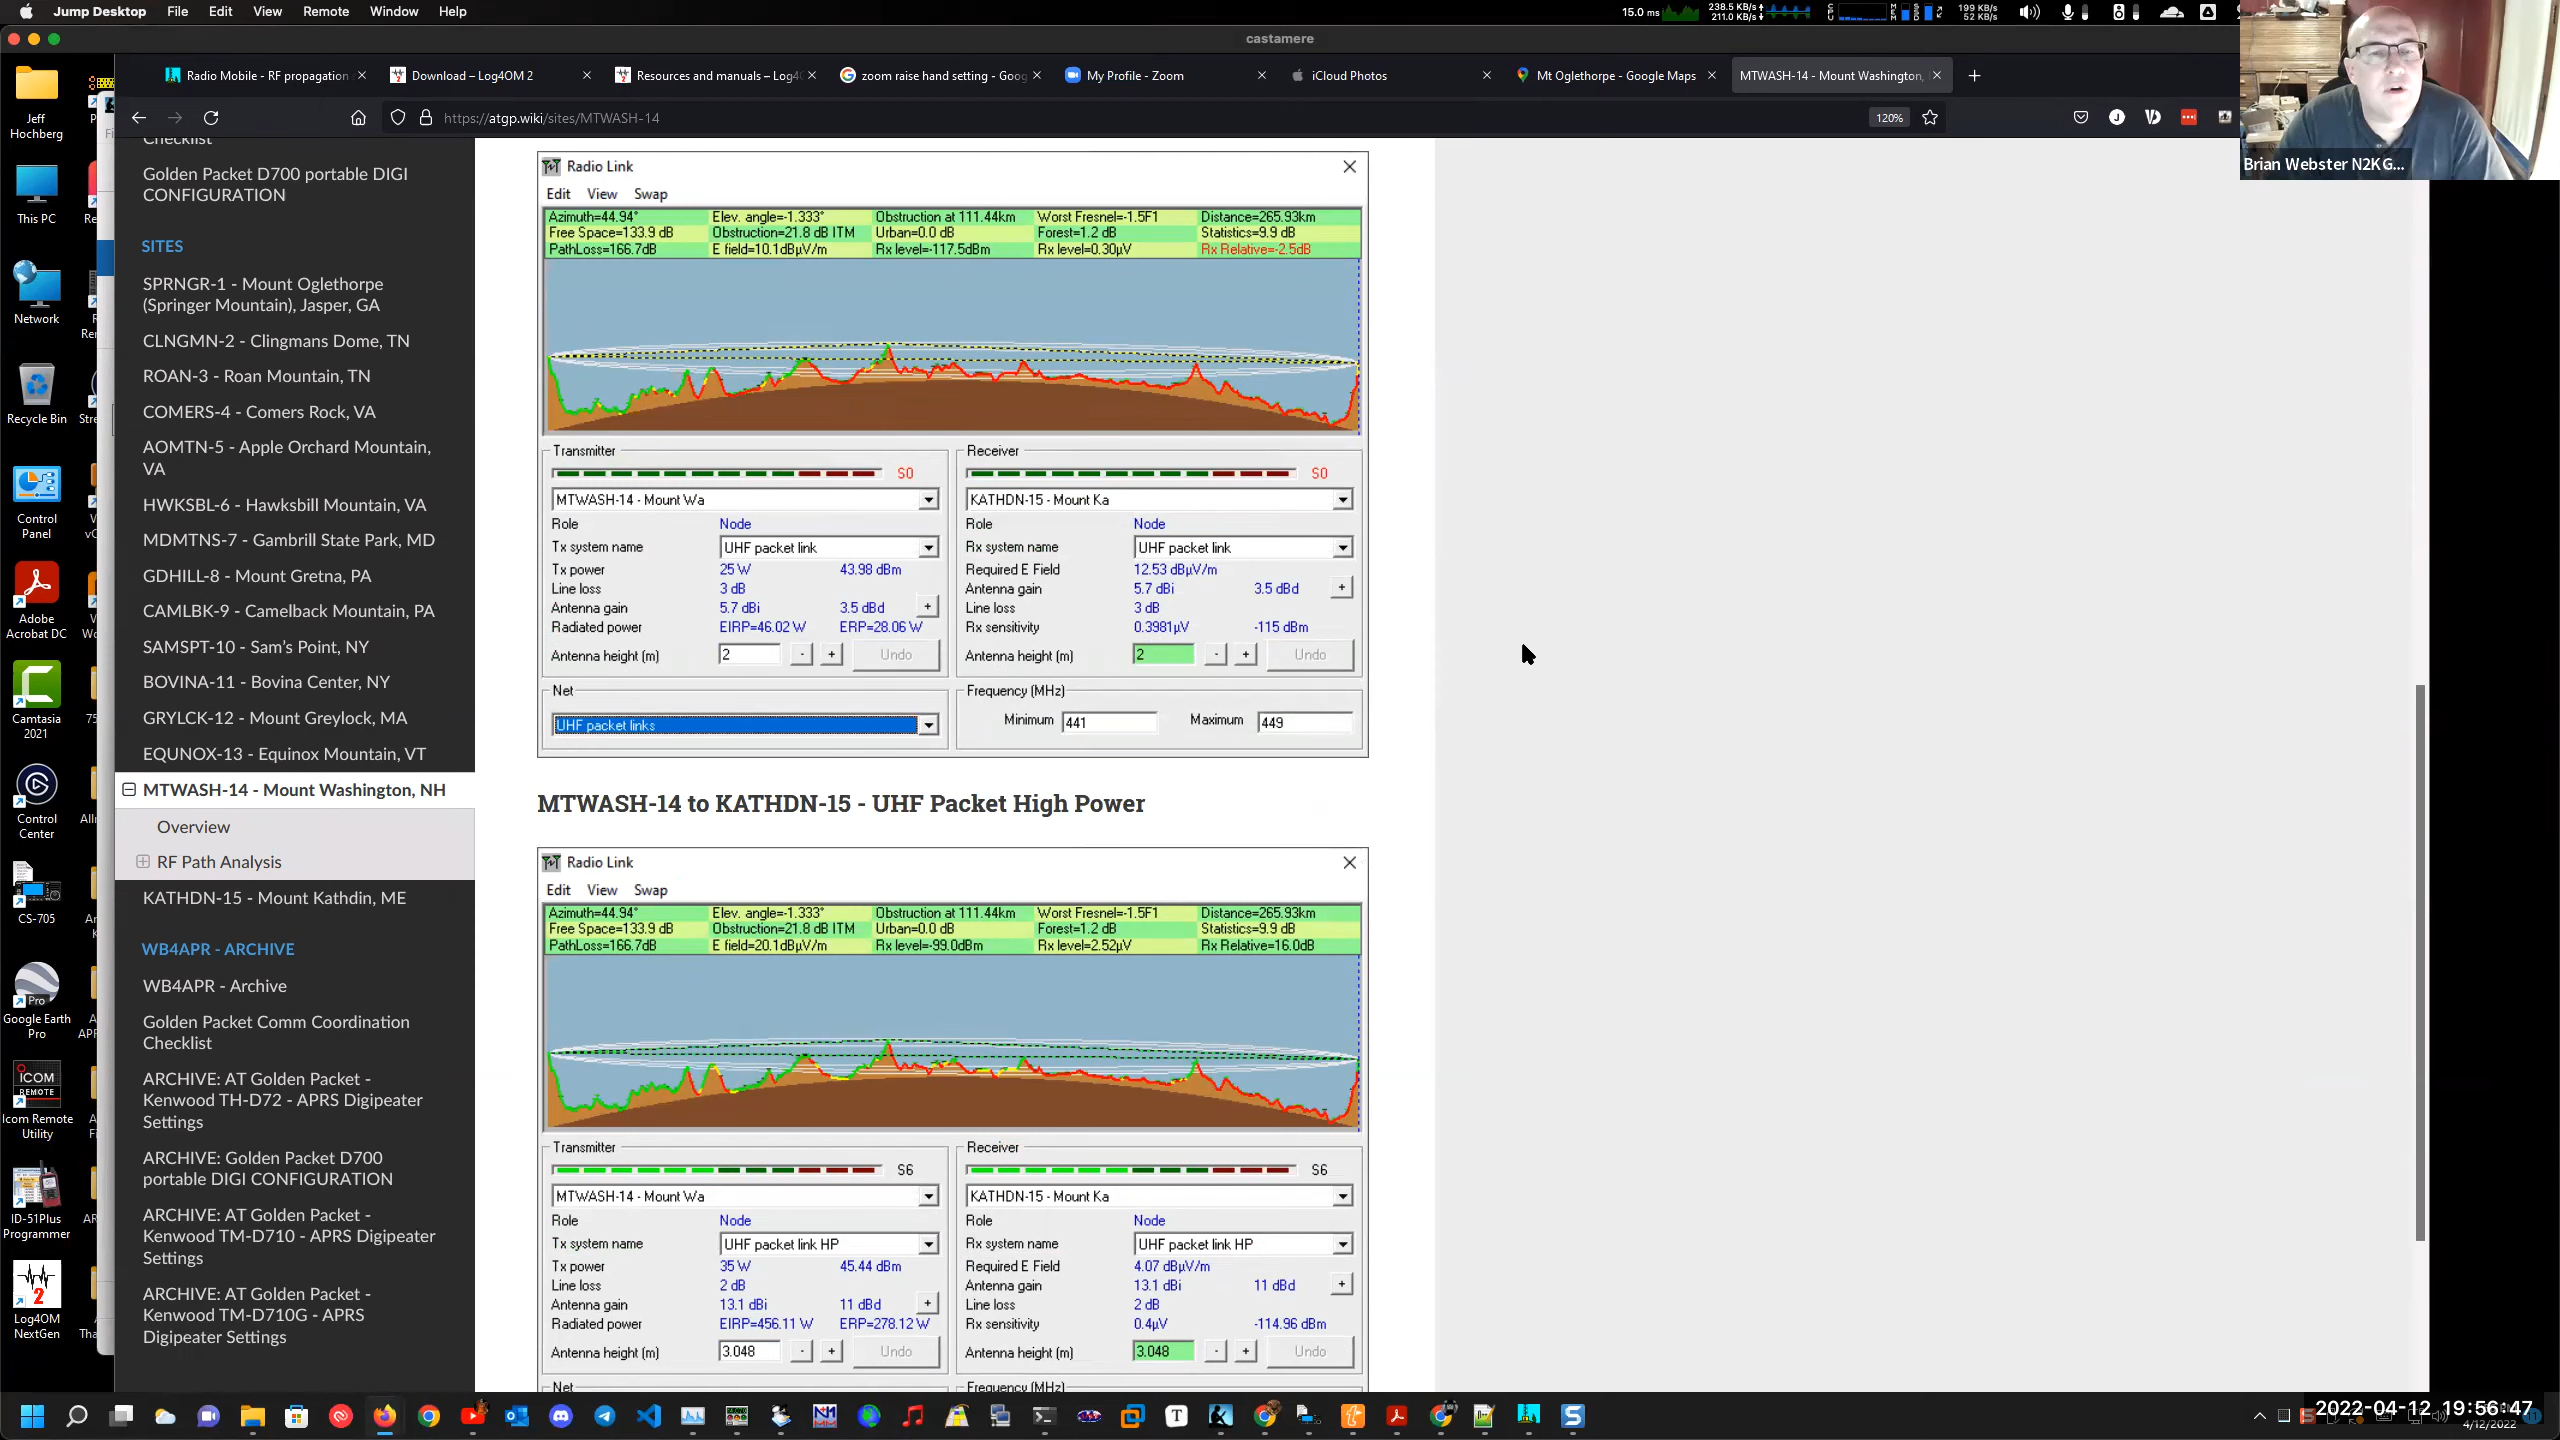 Jump Desktop File Edit View Remote Window Help
15.0 ms 238.5 KB/s 211.0 KB/s 199 KB/s 52 KB/s
castamere
Radio Mobile - RF propagation
Download – Log4OM 2
Resources and manuals – Log4
zoom raise hand setting - Goog
My Profile - Zoom
iCloud Photos
Mt Oglethorpe - Google Maps
MTWASH-14 - Mount Washington,
https://atgp.wiki/sites/MTWASH-14
120%
Brian Webster N2KG...
Jeff Hochberg
This PC
Network
Recycle Bin
Control Panel
Adobe Acrobat DC
Camtasia 2021
Control Center
CS-705
Google Earth Pro
Icom Remote Utility
ID-51Plus Programmer
Log4OM NextGen
Checklist
Golden Packet D700 portable DIGI
CONFIGURATION
SITES
SPRNGR-1 - Mount Oglethorpe
(Springer Mountain), Jasper, GA
CLNGMN-2 - Clingmans Dome, TN
ROAN-3 - Roan Mountain, TN
COMERS-4 - Comers Rock, VA
AOMTN-5 - Apple Orchard Mountain,
VA
HWKSBL-6 - Hawksbill Mountain, VA
MDMTNS-7 - Gambrill State Park, MD
GDHILL-8 - Mount Gretna, PA
CAMLBK-9 - Camelback Mountain, PA
SAMSPT-10 - Sam's Point, NY
BOVINA-11 - Bovina Center, NY
GRYLCK-12 - Mount Greylock, MA
EQUNOX-13 - Equinox Mountain, VT
MTWASH-14 - Mount Washington, NH
Overview
RF Path Analysis
KATHDN-15 - Mount Kathdin, ME
WB4APR - ARCHIVE
WB4APR - Archive
Golden Packet Comm Coordination
Checklist
ARCHIVE: AT Golden Packet -
Kenwood TH-D72 - APRS Digipeater
Settings
ARCHIVE: Golden Packet D700
portable DIGI CONFIGURATION
ARCHIVE: AT Golden Packet -
Kenwood TM-D710 - APRS Digipeater
Settings
ARCHIVE: AT Golden Packet -
Kenwood TM-D710G - APRS
Digipeater Settings
Radio Link
Edit View Swap
Azimuth=44.94° Elev. angle=-1.333° Obstruction at 111.44km Worst Fresnel=-1.5F1 Distance=265.93km
Free Space=133.9 dB Obstruction=21.8 dB ITM Urban=0.0 dB Forest=1.2 dB Statistics=9.9 dB
PathLoss=166.7dB E field=10.1dBµV/m Rx level=-117.5dBm Rx level=0.30µV Rx Relative=-2.5dB
Transmitter Receiver
S0 S0
MTWASH-14 - Mount Wa KATHDN-15 - Mount Ka
Role Node Role Node
Tx system name UHF packet link Rx system name UHF packet link
Tx power 25 W 43.98 dBm Required E Field 12.53 dBµV/m
Line loss 3 dB Antenna gain 5.7 dBi 3.5 dBd +
Antenna gain 5.7 dBi 3.5 dBd + Line loss 3 dB
Radiated power EIRP=46.02 W ERP=28.06 W Rx sensitivity 0.3981µV -115 dBm
Antenna height (m) 2 - + Undo Antenna height (m) 2 - + Undo
Net Frequency (MHz)
UHF packet links Minimum 441 Maximum 449
MTWASH-14 to KATHDN-15 - UHF Packet High Power
Radio Link
Edit View Swap
Azimuth=44.94° Elev. angle=-1.333° Obstruction at 111.44km Worst Fresnel=-1.5F1 Distance=265.93km
Free Space=133.9 dB Obstruction=21.8 dB ITM Urban=0.0 dB Forest=1.2 dB Statistics=9.9 dB
PathLoss=166.7dB E field=20.1dBµV/m Rx level=-99.0dBm Rx level=2.52µV Rx Relative=16.0dB
Transmitter Receiver
S6 S6
MTWASH-14 - Mount Wa KATHDN-15 - Mount Ka
Role Node Role Node
Tx system name UHF packet link HP Rx system name UHF packet link HP
Tx power 35 W 45.44 dBm Required E Field 4.07 dBµV/m
Line loss 2 dB Antenna gain 13.1 dBi 11 dBd +
Antenna gain 13.1 dBi 11 dBd + Line loss 2 dB
Radiated power EIRP=456.11 W ERP=278.12 W Rx sensitivity 0.4µV -114.96 dBm
Antenna height (m) 3.048 - + Undo Antenna height (m) 3.048 - + Undo
Net Frequency (MHz)
2022-04-12 19:56:47
4/12/2022